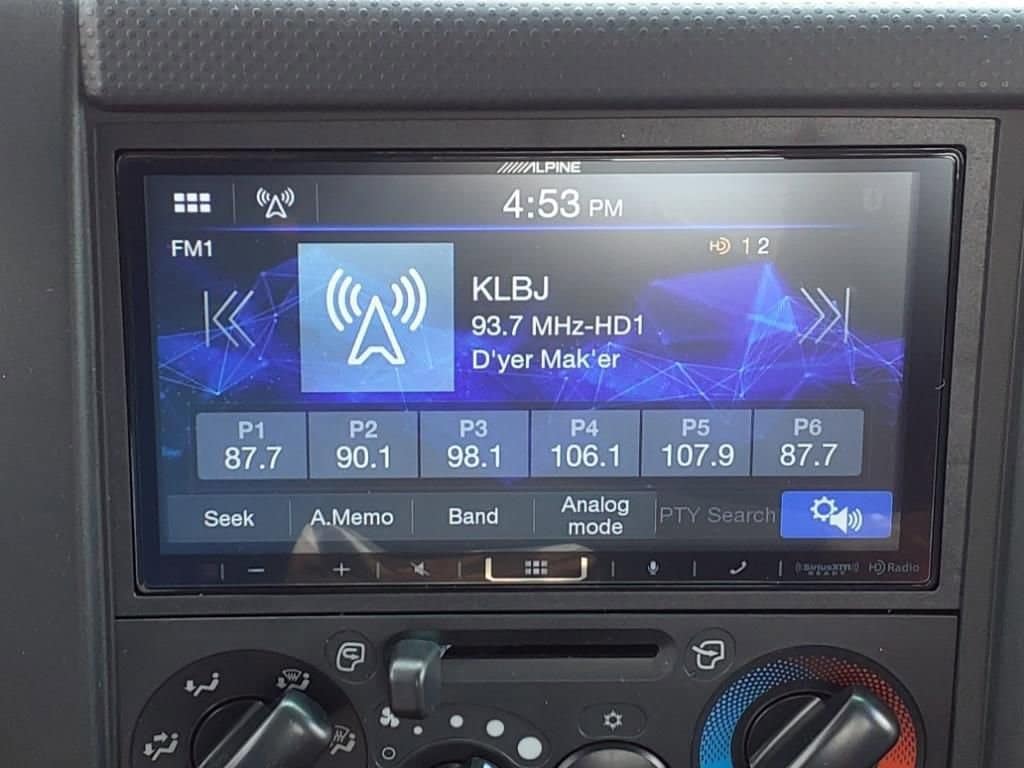 ALPINE
4:53 PM
FM1
HD 1 2
KLBJ
93.7 MHz-HD1
D'yer Mak'er
P1 P2 P3 P4 P5 P6
87.7 90.1 98.1 106.1 107.9 87.7
Seek A.Memo Band Analog mode PTY Search
SiriusXM READY HD Radio